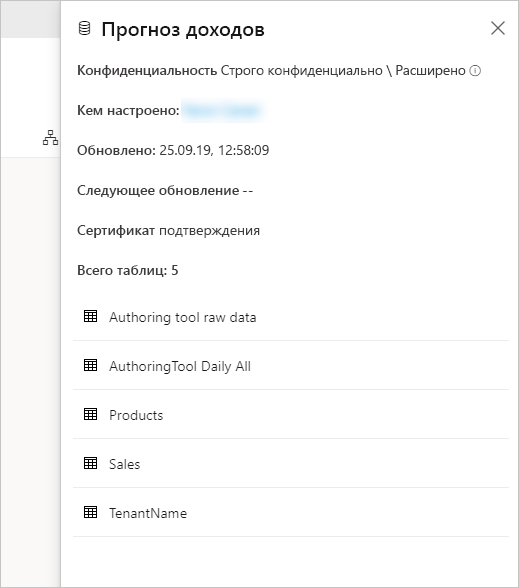 Прогноз доходов
Конфиденциальность Строго конфиденциально \ Расширено
Кем настроено:
Обновлено: 25.09.19, 12:58:09
Следующее обновление --
Сертификат подтверждения
Всего таблиц: 5
Authoring tool raw data
AuthoringTool Daily All
Products
Sales
TenantName